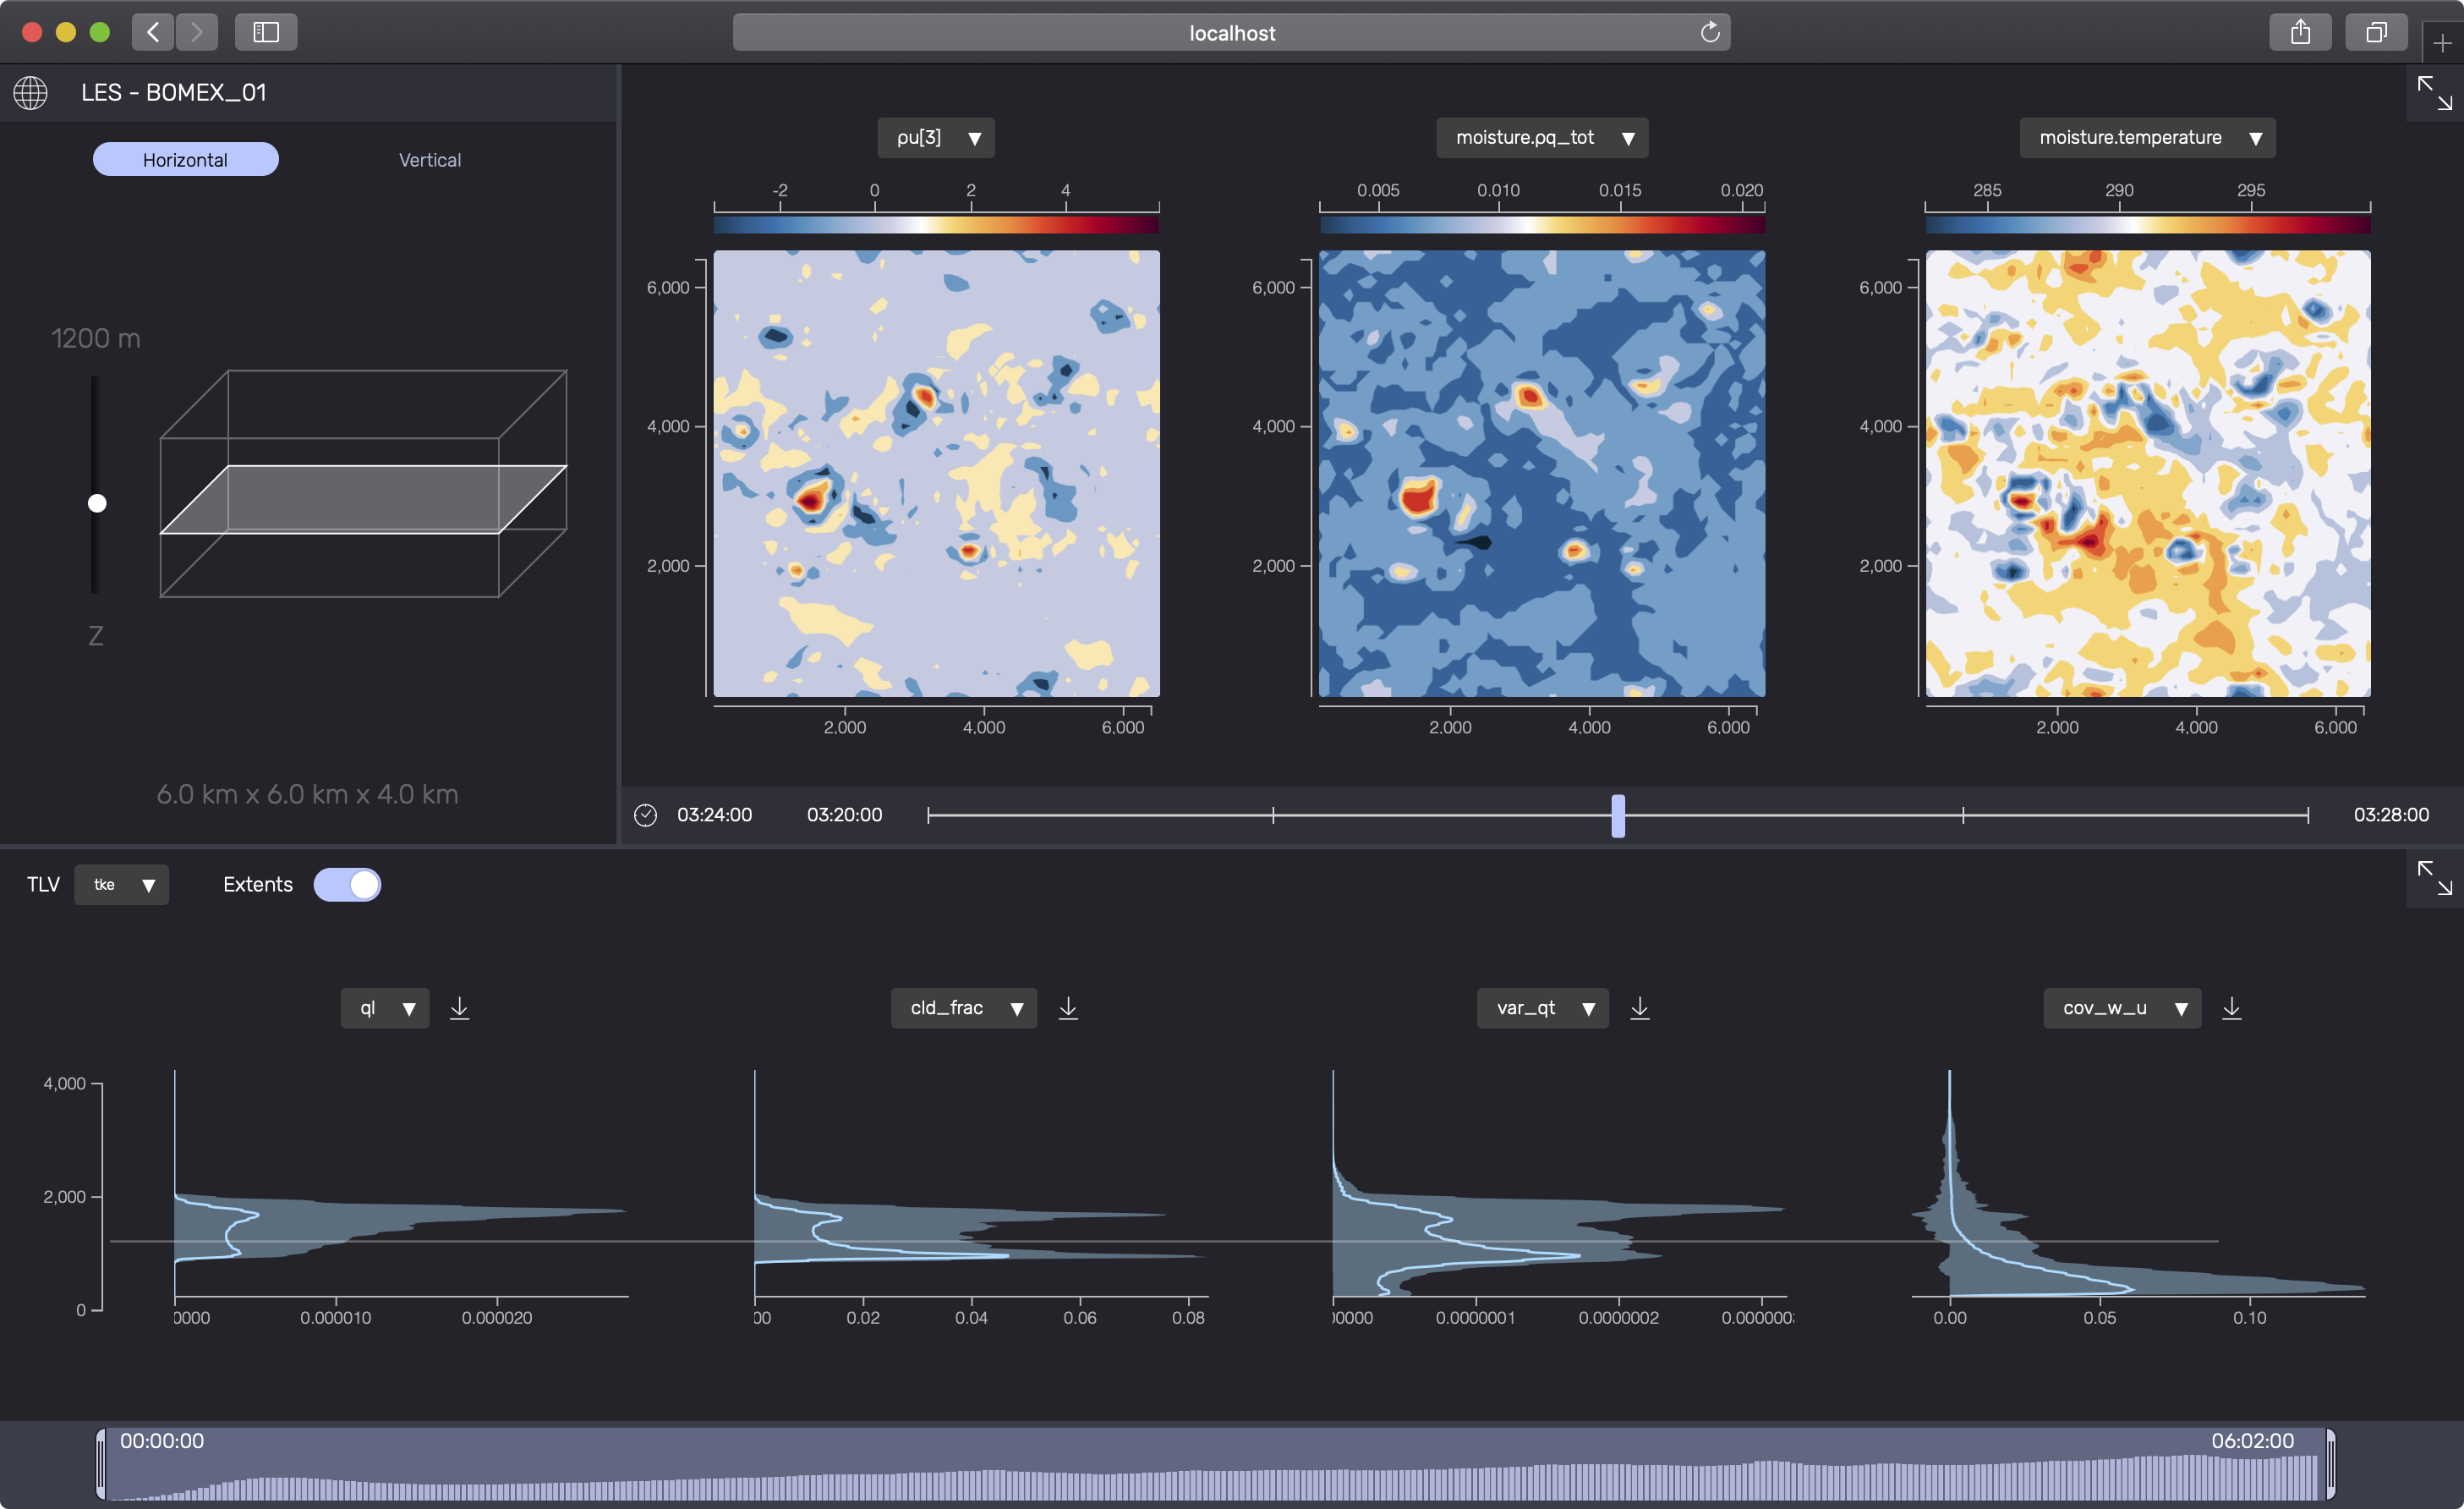 localhost
LES - BOMEX_01
Horizontal Vertical
1200 m
Z
6.0 km x 6.0 km x 4.0 km
ρu[3] ▼
-2 0 2 4
6,000
4,000
2,000
2,000 4,000 6,000
moisture.ρq_tot ▼
0.005 0.010 0.015 0.020
6,000
4,000
2,000
2,000 4,000 6,000
moisture.temperature ▼
285 290 295
6,000
4,000
2,000
2,000 4,000 6,000
03:24:00 03:20:00 03:28:00
TLV tke ▼ Extents
ql ▼ cld_frac ▼ var_qt ▼ cov_w_u ▼
4,000
2,000
0
0000 0.000010 0.000020
00 0.02 0.04 0.06 0.08
0000 0.0000001 0.0000002 0.000000
0.00 0.05 0.10
00:00:00 06:02:00